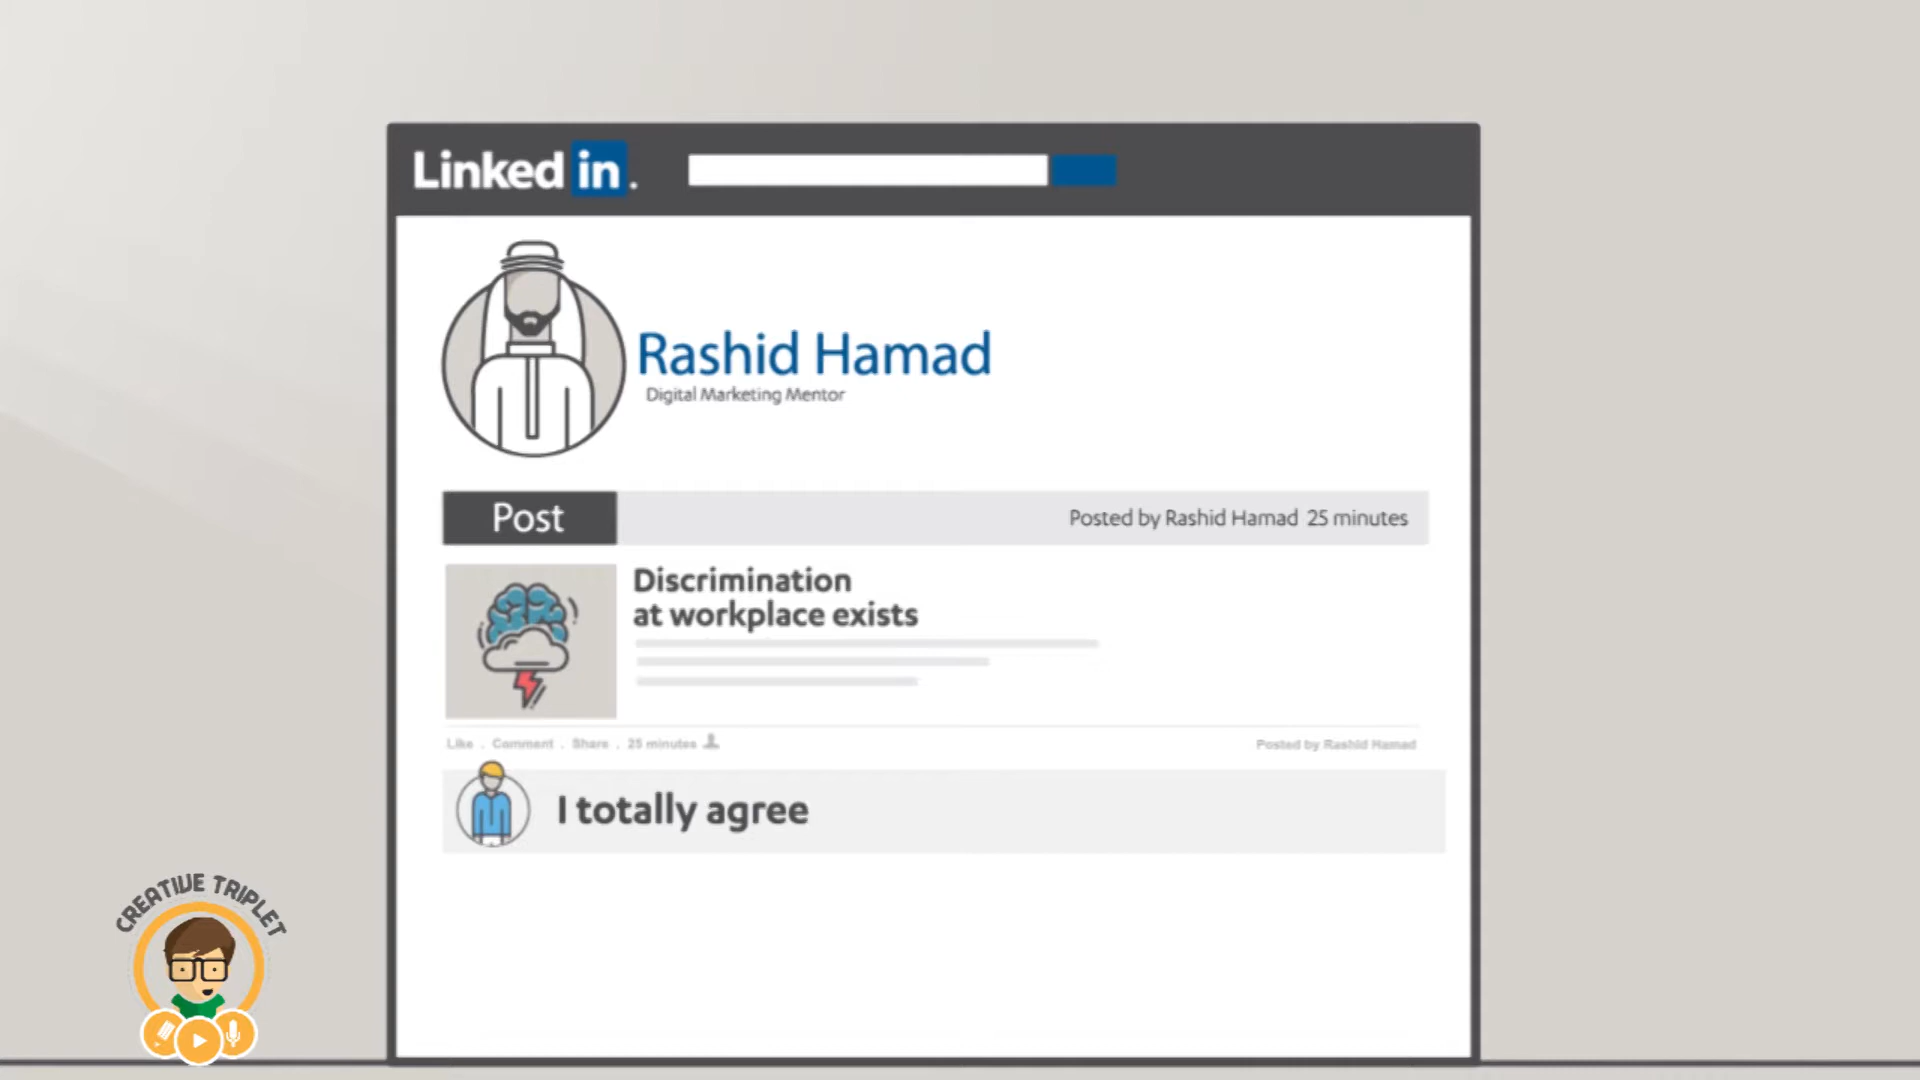 Linked in.
Rashid Hamad
Digital Marketing Mentor
Post
Posted by Rashid Hamad 25 minutes
Discrimination
at workplace exists
Like . Comment . Share . 25 minutes
Posted by Rashid Hamad
I totally agree
CREATIVE TRIPLET